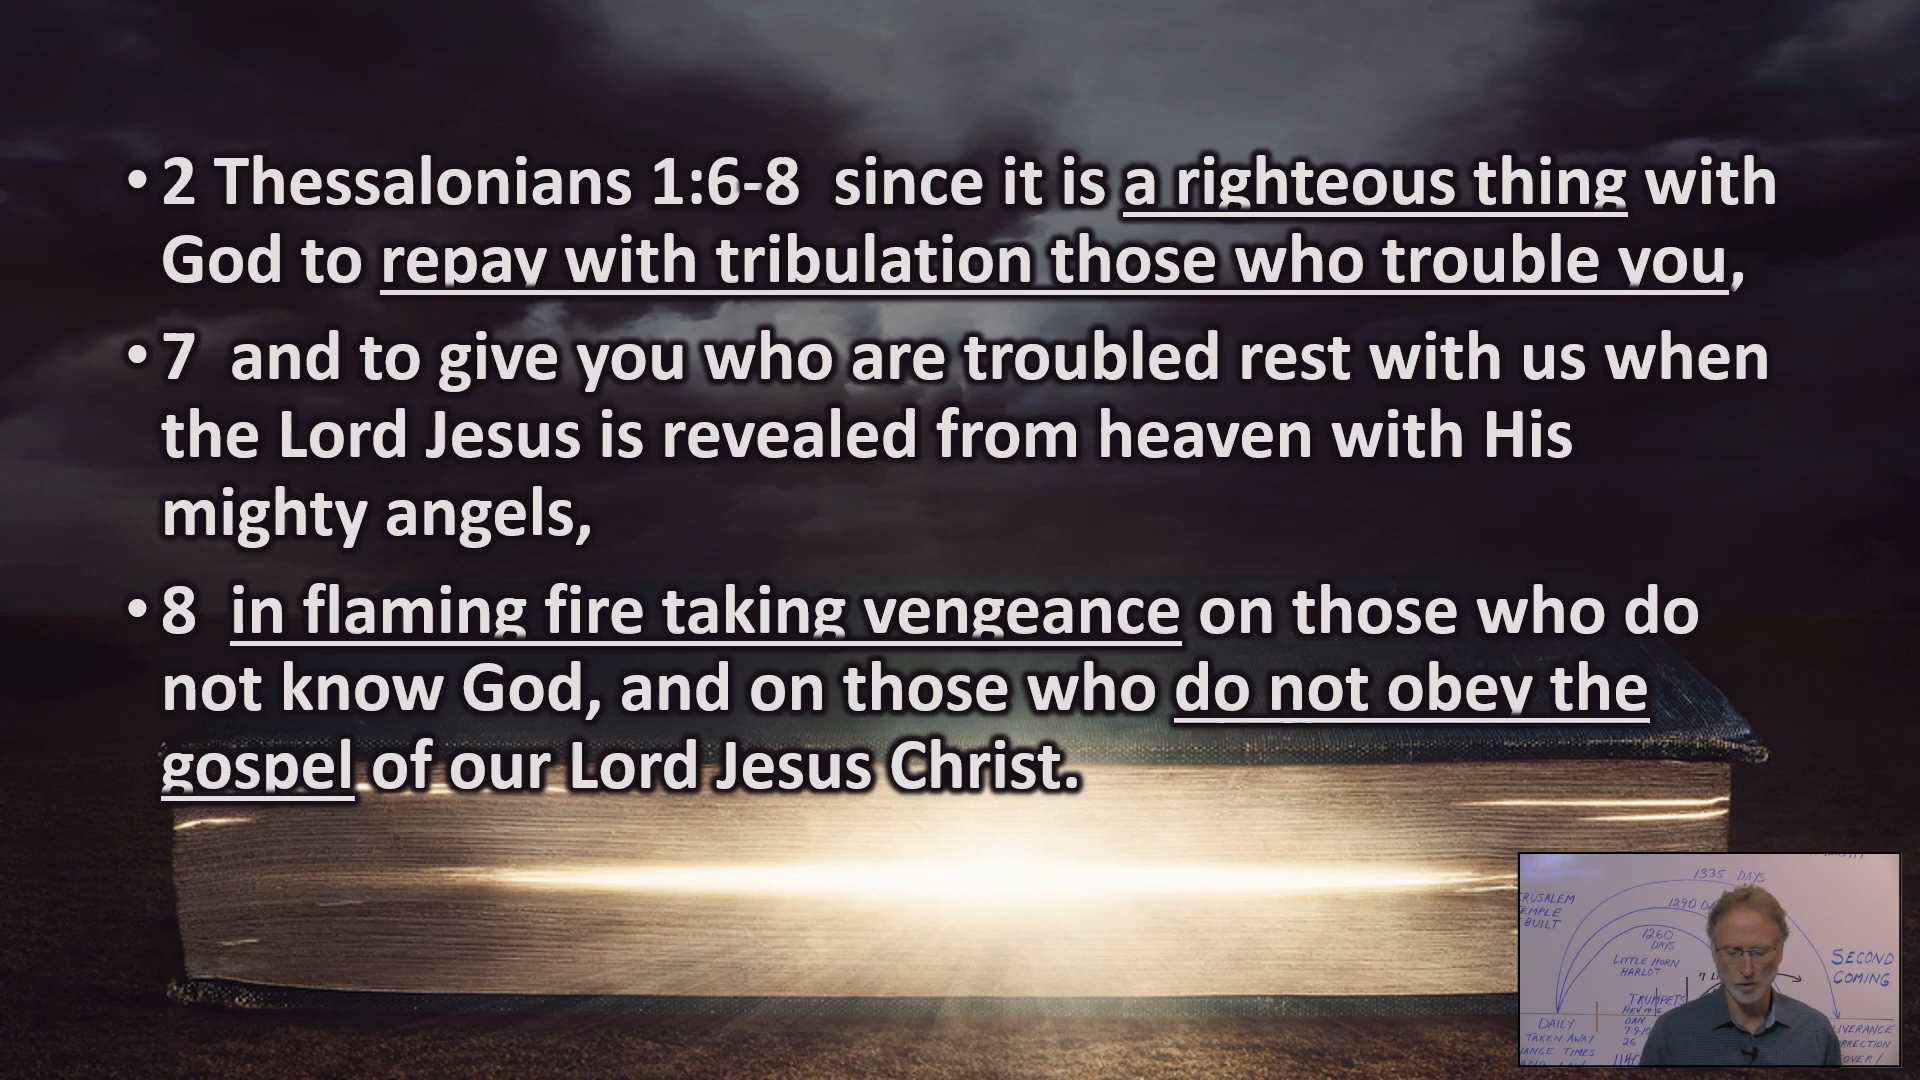 • 2 Thessalonians 1:6-8 since it is a righteous thing with
God to repay with tribulation those who trouble you,
• 7 and to give you who are troubled rest with us when
the Lord Jesus is revealed from heaven with His
mighty angels,
• 8 in flaming fire taking vengeance on those who do
not know God, and on those who do not obey the
gospel of our Lord Jesus Christ.
1335 DAYS
1290
1260
DAYS
BUILT
LITTLE HORN
HARLOT
SECOND
COMING
TRUMPETS
DAN
DAILY
TAKEN AWAY
TIMES